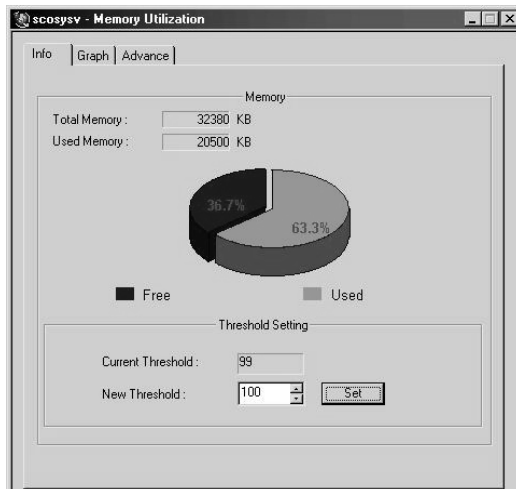 scosysv - Memory Utilization
Info Graph Advance
Memory
Total Memory : 32380 KB
Used Memory : 20500 KB
36.7%
63.3%
Free Used
Threshold Setting
Current Threshold : 99
New Threshold : 100 Set